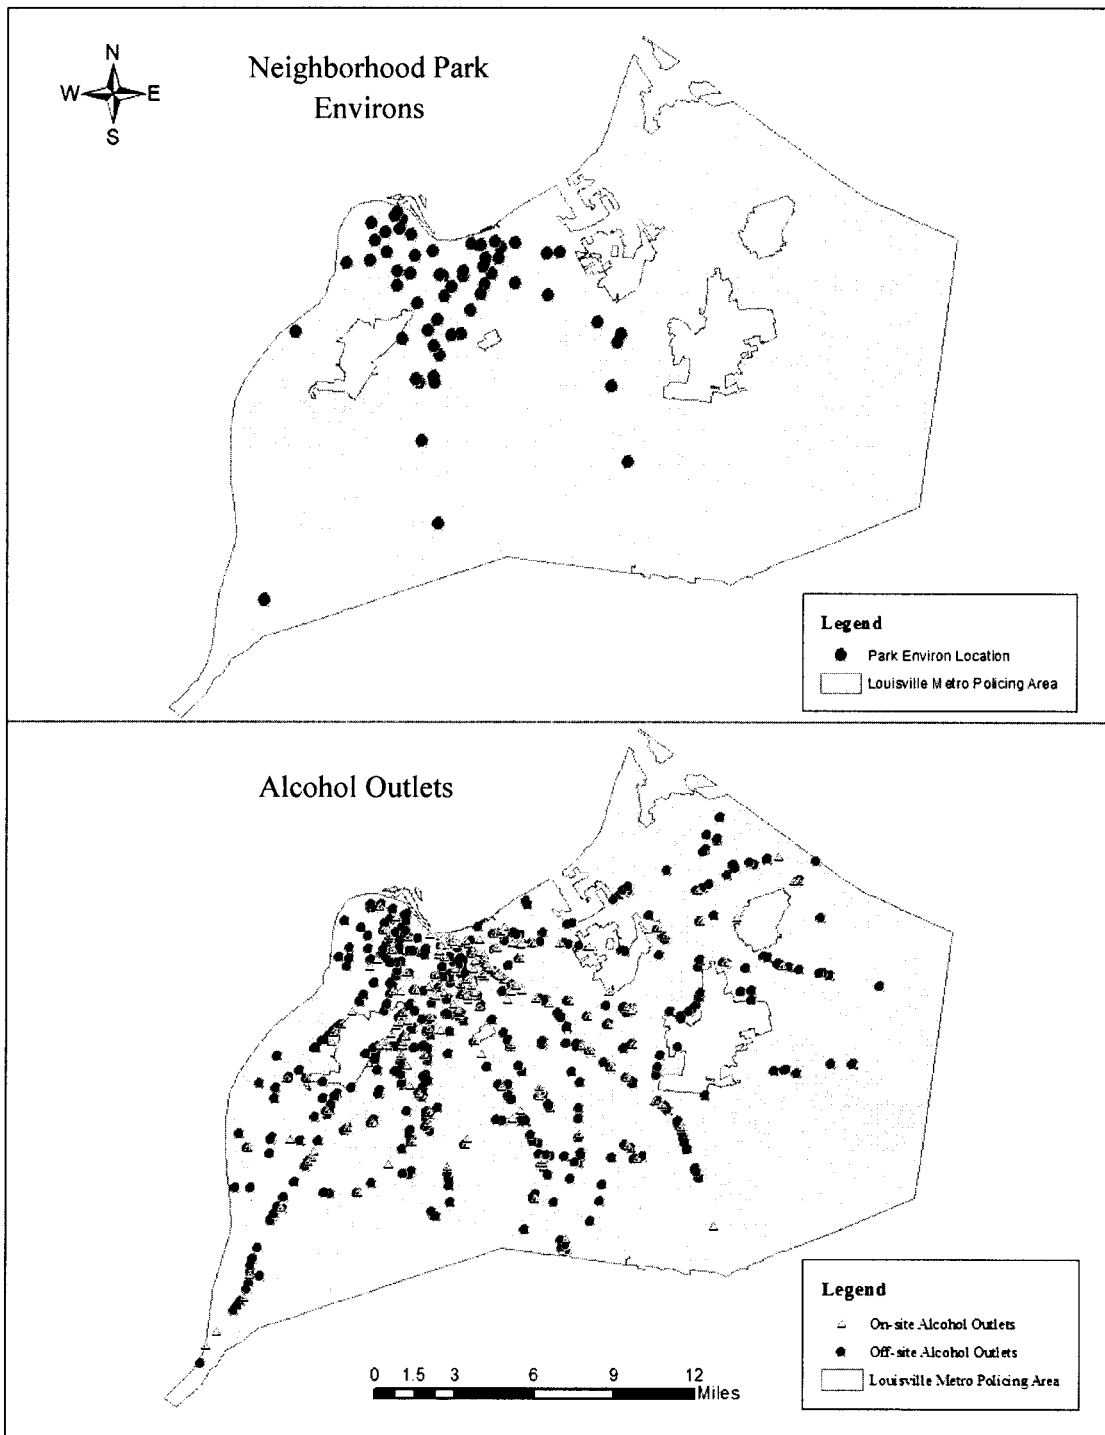 N
W E
S
Neighborhood Park
Environs
Legend
Park Environ Location
Louisville Metro Policing Area
Alcohol Outlets
Legend
On-site Alcohol Outlets
Off-site Alcohol Outlets
Louisville Metro Policing Area
0 1.5 3 6 9 12
Miles